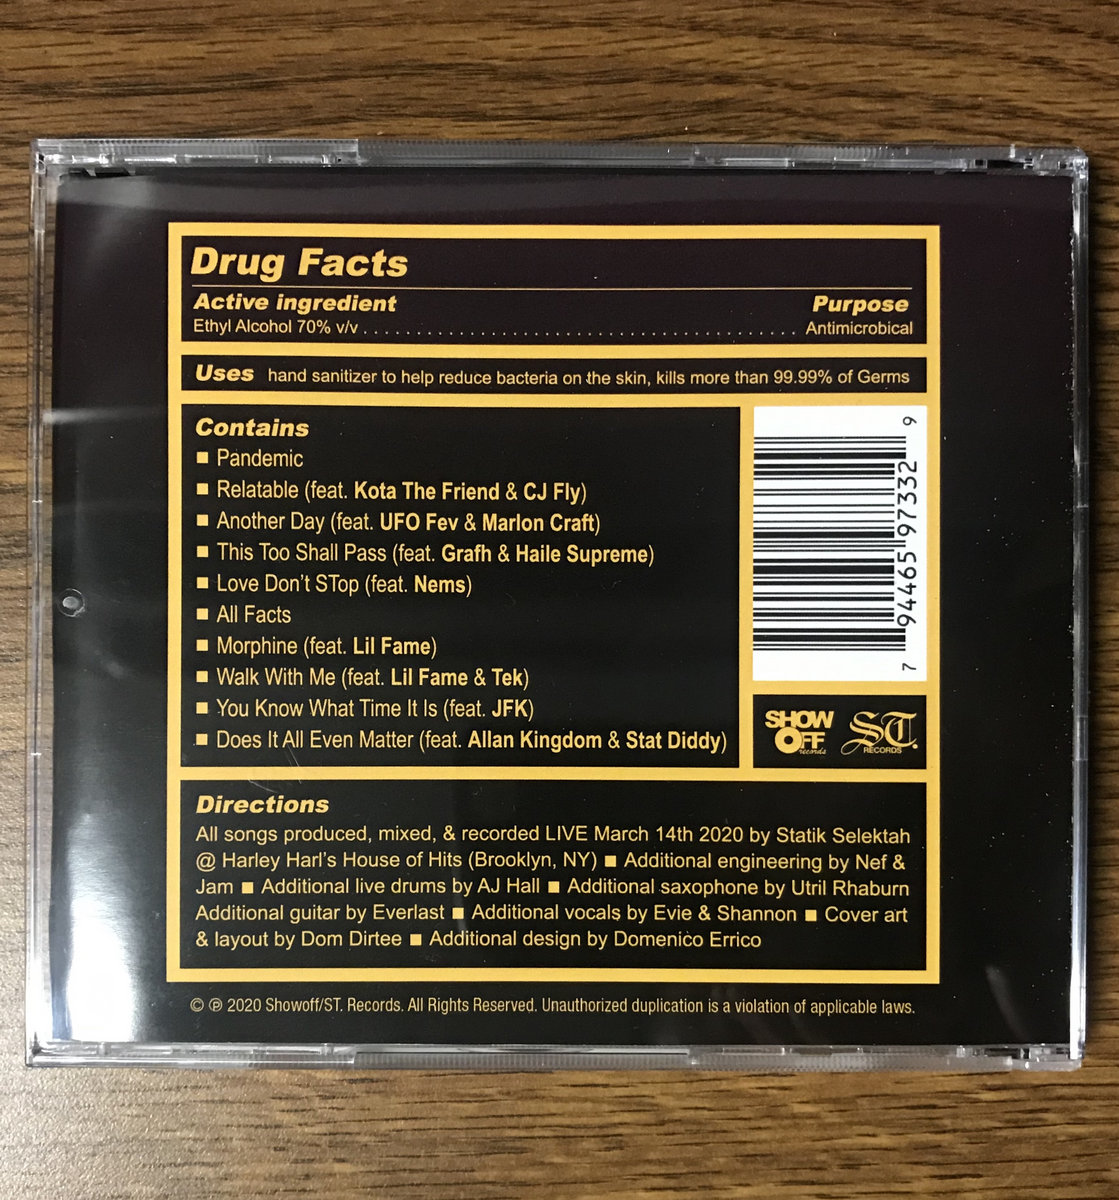 Drug Facts
Active ingredient Purpose
Ethyl Alcohol 70% v/v........................................ Antimicrobical
Uses hand sanitizer to help reduce bacteria on the skin, kills more than 99.99% of Germs
Contains
■ Pandemic
■ Relatable (feat. Kota The Friend & CJ Fly)
■ Another Day (feat. UFO Fev & Marlon Craft)
■ This Too Shall Pass (feat. Grafh & Haile Supreme)
■ Love Don't STop (feat. Nems)
■ All Facts
■ Morphine (feat. Lil Fame)
■ Walk With Me (feat. Lil Fame & Tek)
■ You Know What Time It Is (feat. JFK)
■ Does It All Even Matter (feat. Allan Kingdom & Stat Diddy)
7 94465 97332 9
SHOW
OFF
records
ST.
RECORDS
Directions
All songs produced, mixed, & recorded LIVE March 14th 2020 by Statik Selektah
@ Harley Harl's House of Hits (Brooklyn, NY) ■ Additional engineering by Nef &
Jam ■ Additional live drums by AJ Hall ■ Additional saxophone by Utril Rhaburn
Additional guitar by Everlast ■ Additional vocals by Evie & Shannon ■ Cover art
& layout by Dom Dirtee ■ Additional design by Domenico Errico
© ℗ 2020 Showoff/ST. Records. All Rights Reserved. Unauthorized duplication is a violation of applicable laws.